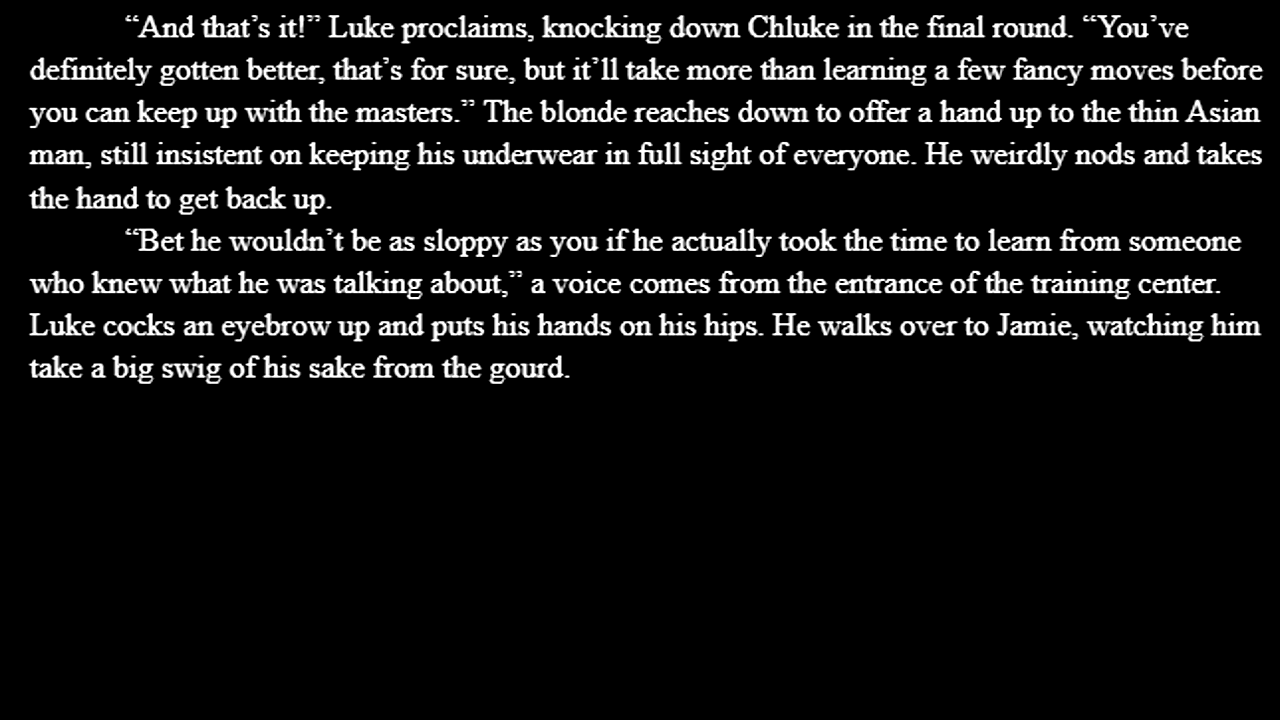 “And that’s it!” Luke proclaims, knocking down Chluke in the final round. “You’ve
definitely gotten better, that’s for sure, but it’ll take more than learning a few fancy moves before
you can keep up with the masters.” The blonde reaches down to offer a hand up to the thin Asian
man, still insistent on keeping his underwear in full sight of everyone. He weirdly nods and takes
the hand to get back up.
“Bet he wouldn’t be as sloppy as you if he actually took the time to learn from someone
who knew what he was talking about,” a voice comes from the entrance of the training center.
Luke cocks an eyebrow up and puts his hands on his hips. He walks over to Jamie, watching him
take a big swig of his sake from the gourd.